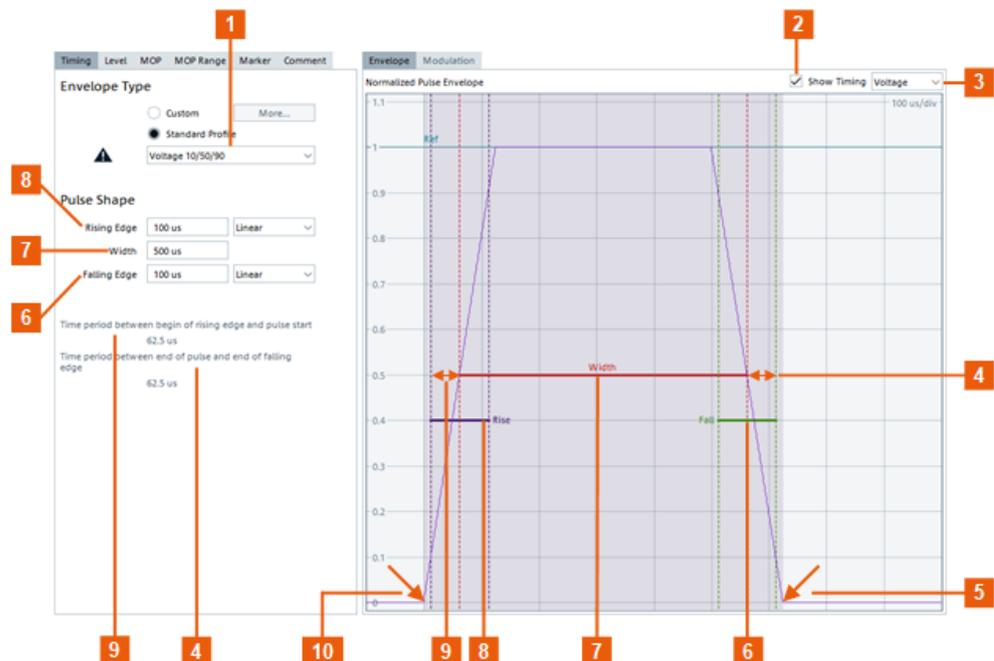 1
2
Timing Level MOP MOP Range Marker Comment
Envelope Modulation
Envelope Type
Normalized Pulse Envelope
Show Timing Voltage
3
Custom More...
Standard Profile
Voltage 10/50/90
1.1
100 us/div
Ref
1
8
Pulse Shape
0.9
Rising Edge 100 us Linear
7
Width 500 us
0.8
Falling Edge 100 us Linear
6
0.7
Time period between begin of rising edge and pulse start
62.5 us
Time period between end of pulse and end of falling
edge
62.5 us
0.6
0.5
Width
4
0.4
Rise
Fall
0.3
0.2
0.1
0
10
5
9
4
9
8
7
6